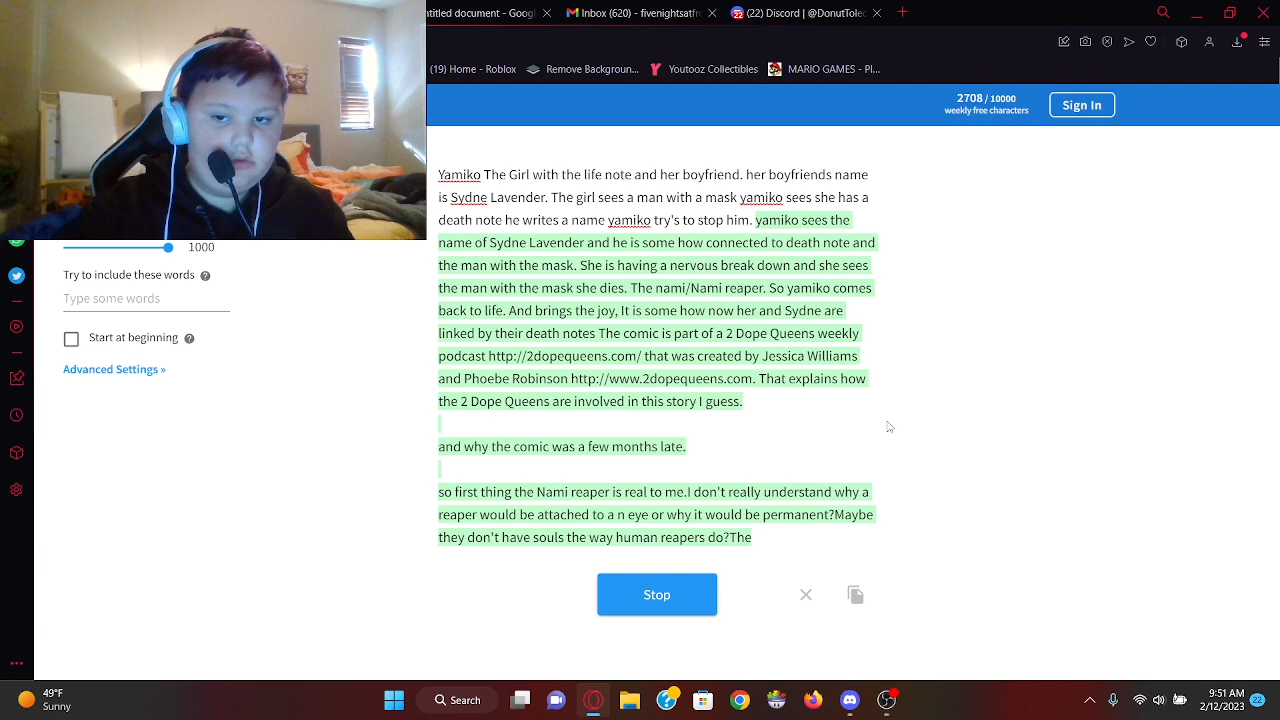 ntitled document - Googl
Inbox (620) - fivenightsatfr
(22) Discord | @DonutToled
(19) Home - Roblox
Remove Backgroun...
Youtooz Collectibles
MARIO GAMES - Pl...
2708 / 10000
weekly free characters
Sign In
Yamiko The Girl with the life note and her boyfriend. her boyfriends name
is Sydne Lavender. The girl sees a man with a mask yamiko sees she has a
death note he writes a name yamiko try's to stop him. yamiko sees the
name of Sydne Lavender and he is some how connected to death note and
the man with the mask. She is having a nervous break down and she sees
the man with the mask she dies. The nami/Nami reaper. So yamiko comes
back to life. And brings the joy, It is some how now her and Sydne are
linked by their death notes The comic is part of a 2 Dope Queens weekly
podcast http://2dopequeens.com/ that was created by Jessica Williams
and Phoebe Robinson http://www.2dopequeens.com. That explains how
the 2 Dope Queens are involved in this story I guess.
and why the comic was a few months late.
so first thing the Nami reaper is real to me.I don't really understand why a
reaper would be attached to a n eye or why it would be permanent?Maybe
they don't have souls the way human reapers do?The
1000
Try to include these words
Type some words
Start at beginning
Advanced Settings »
Stop
49°F
Sunny
Search
9:51 AM
2/12/2023
22